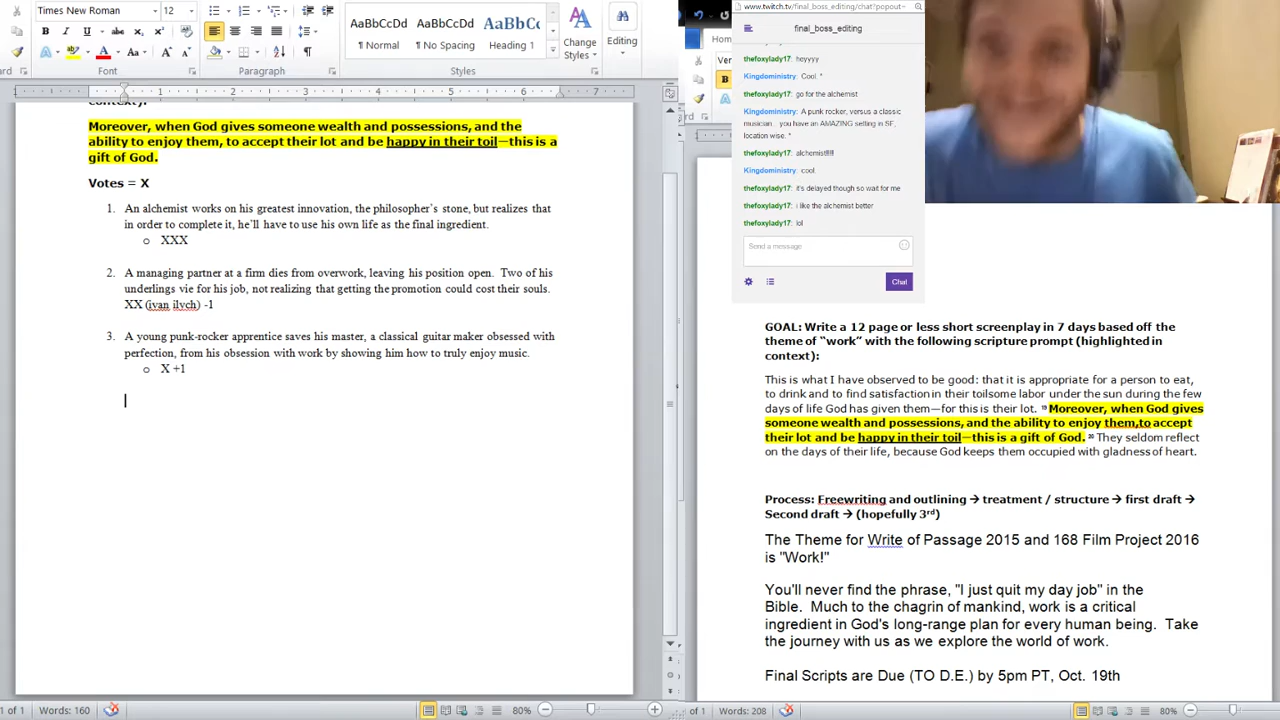 Times New Roman
12
AaBbCcDd
AaBbCcDd
AaBbCc
¶ Normal
¶ No Spacing
Heading 1
Change
Styles
Editing
Font
Paragraph
Styles
1 2 3 4 5 6 7
context):
Moreover, when God gives someone wealth and possessions, and the
ability to enjoy them, to accept their lot and be happy in their toil—this is a
gift of God.
Votes = X
1. An alchemist works on his greatest innovation, the philosopher's stone, but realizes that
in order to complete it, he'll have to use his own life as the final ingredient.
o XXX
2. A managing partner at a firm dies from overwork, leaving his position open. Two of his
underlings vie for his job, not realizing that getting the promotion could cost their souls.
XX (ivan ilych) -1
3. A young punk-rocker apprentice saves his master, a classical guitar maker obsessed with
perfection, from his obsession with work by showing him how to truly enjoy music.
o X +1
1 of 1
Words: 160
80%
www.twitch.tv/final_boss_editing/chat?popout=
final_boss_editing
thefoxylady17: heyyyy
Kingdominisitry: Cool. *
thefoxylady17: go for the alchemist
Kingdoministry: A punk rocker, versus a classic
musician... you have an AMAZING setting in SF,
location wise. *
thefoxylady17: alchemist!!!!!
Kingdoministry: cool.
thefoxylady17: it's delayed though so wait for me
thefoxylady17: i like the alchemist better
thefoxylady17: lol
Send a message
Chat
GOAL: Write a 12 page or less short screenplay in 7 days based off the
theme of “work” with the following scripture prompt (highlighted in
context):
This is what I have observed to be good: that it is appropriate for a person to eat,
to drink and to find satisfaction in their toilsome labor under the sun during the few
days of life God has given them—for this is their lot. 19 Moreover, when God gives
someone wealth and possessions, and the ability to enjoy them,to accept
their lot and be happy in their toil—this is a gift of God. 20 They seldom reflect
on the days of their life, because God keeps them occupied with gladness of heart.
Process: Freewriting and outlining → treatment / structure → first draft →
Second draft → (hopefully 3rd)
The Theme for Write of Passage 2015 and 168 Film Project 2016
is "Work!"
You'll never find the phrase, "I just quit my day job" in the
Bible. Much to the chagrin of mankind, work is a critical
ingredient in God's long-range plan for every human being. Take
the journey with us as we explore the world of work.
Final Scripts are Due (TO D.E.) by 5pm PT, Oct. 19th
of 1
Words: 208
80%